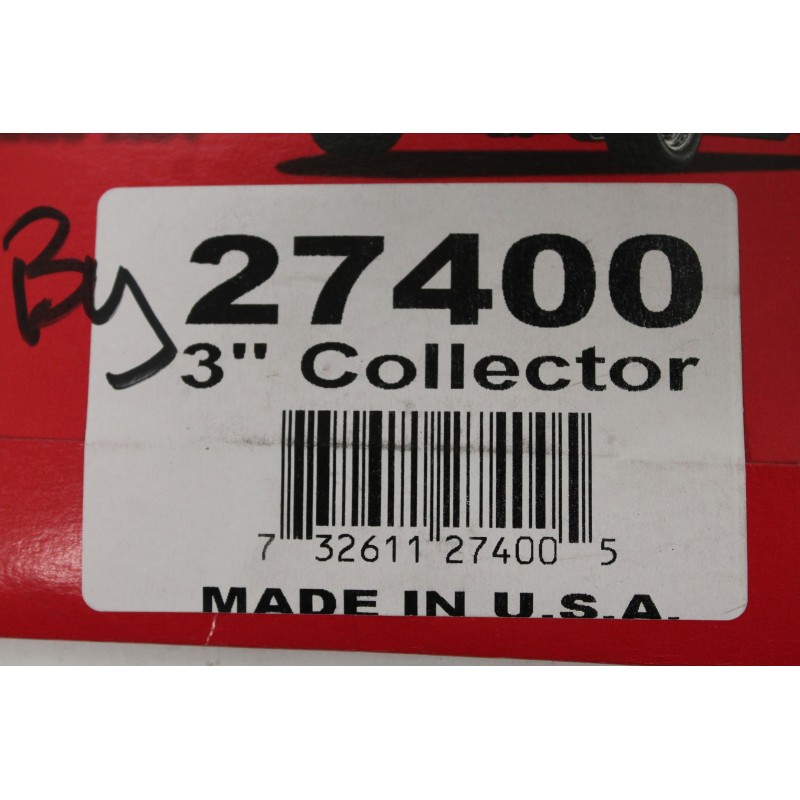 By 27400
3" Collector
7 32611 27400 5
MADE IN U.S.A.